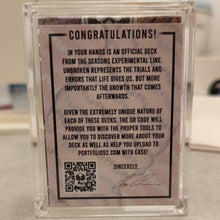 CONGRATULATIONS!
IN YOUR HANDS IS AN OFFICIAL DECK
FROM THE SEASONS EXPERIMENTAL LINE.
UNBROKEN REPRESENTS THE TRIALS AND
ERRORS THAT LIFE GIVES US, BUT MORE
IMPORTANTLY THE GROWTH THAT COMES
AFTERWARDS.
GIVEN THE EXTREMELY UNIQUE NATURE OF
EACH OF THESE DECKS, THE QR CODE WILL
PROVIDE YOU WITH THE PROPER TOOLS TO
ALLOW YOU TO DISCOVER MORE ABOUT YOUR
DECK AS WELL AS HELP YOU UPLOAD TO
PORTFOLIO52.COM WITH EASE!
SINCERELY,